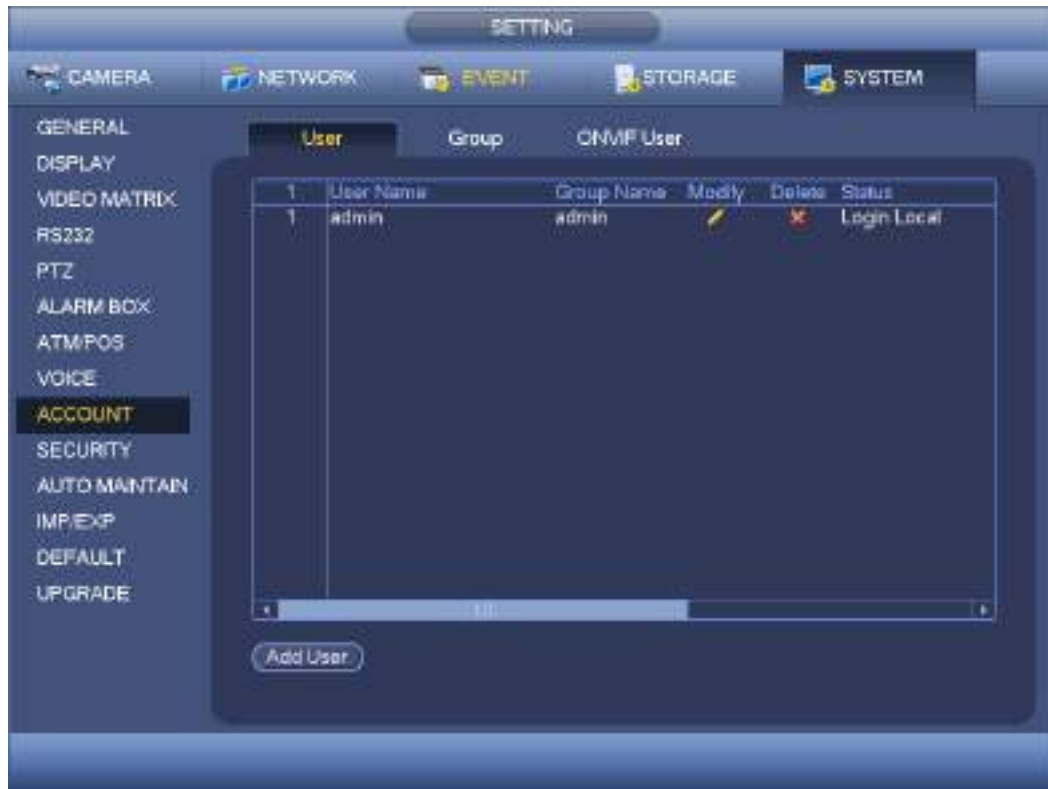 SETTING
CAMERA NETWORK EVENT STORAGE SYSTEM
GENERAL
DISPLAY
VIDEO MATRIX
RS232
PTZ
ALARM BOX
ATM/POS
VOICE
ACCOUNT
SECURITY
AUTO MAINTAIN
IMP/EXP
DEFAULT
UPGRADE
User Group ONVIF User
1 User Name Group Name Modify Delete Status
1 admin admin Login Local
Add User